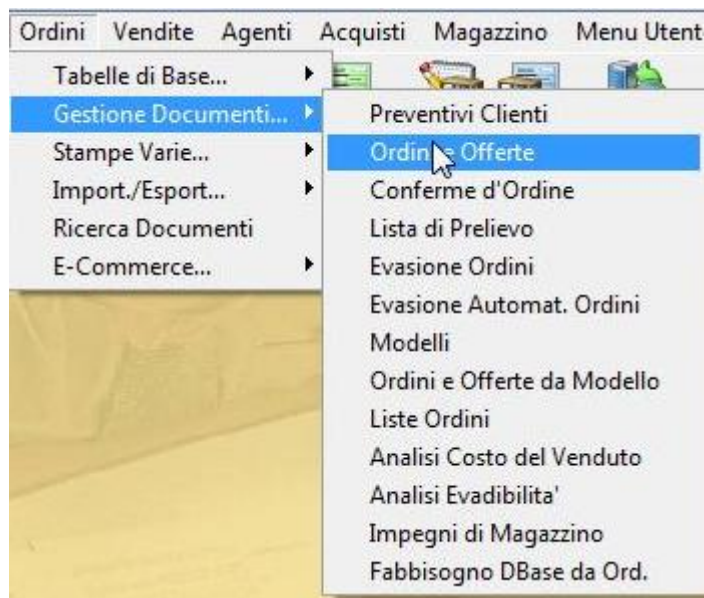 Ordini Vendite Agenti Acquisti Magazzino Menu Utent
Tabelle di Base...
Gestione Documenti...
Stampe Varie...
Import./Esport...
Ricerca Documenti
E-Commerce...
Preventivi Clienti
Ordini e Offerte
Conferme d'Ordine
Lista di Prelievo
Evasione Ordini
Evasione Automat. Ordini
Modelli
Ordini e Offerte da Modello
Liste Ordini
Analisi Costo del Venduto
Analisi Evadibilita'
Impegni di Magazzino
Fabbisogno DBase da Ord.